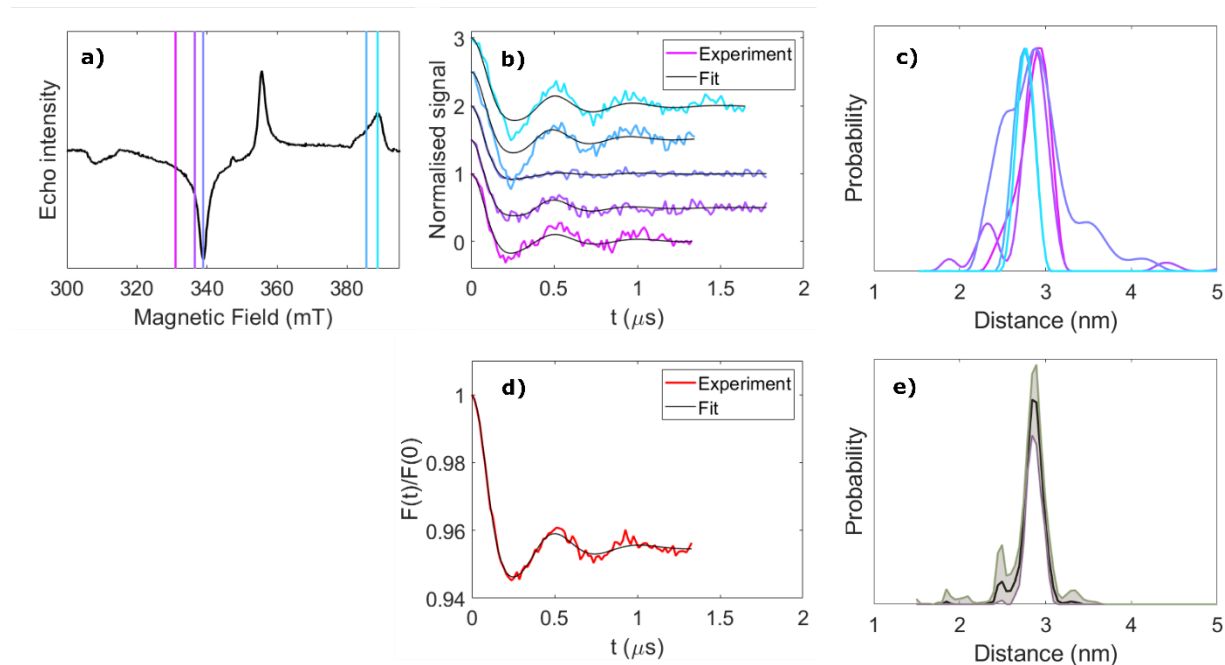 a)
Echo intensity
300 320 340 360 380
Magnetic Field (mT)
b)
Experiment
Fit
Normalised signal
3
2
1
0
0 0.5 1 1.5 2
t (μs)
c)
Probability
1 2 3 4 5
Distance (nm)
d)
Experiment
Fit
F(t)/F(0)
1
0.98
0.96
0.94
0 0.5 1 1.5 2
t (μs)
e)
Probability
1 2 3 4 5
Distance (nm)